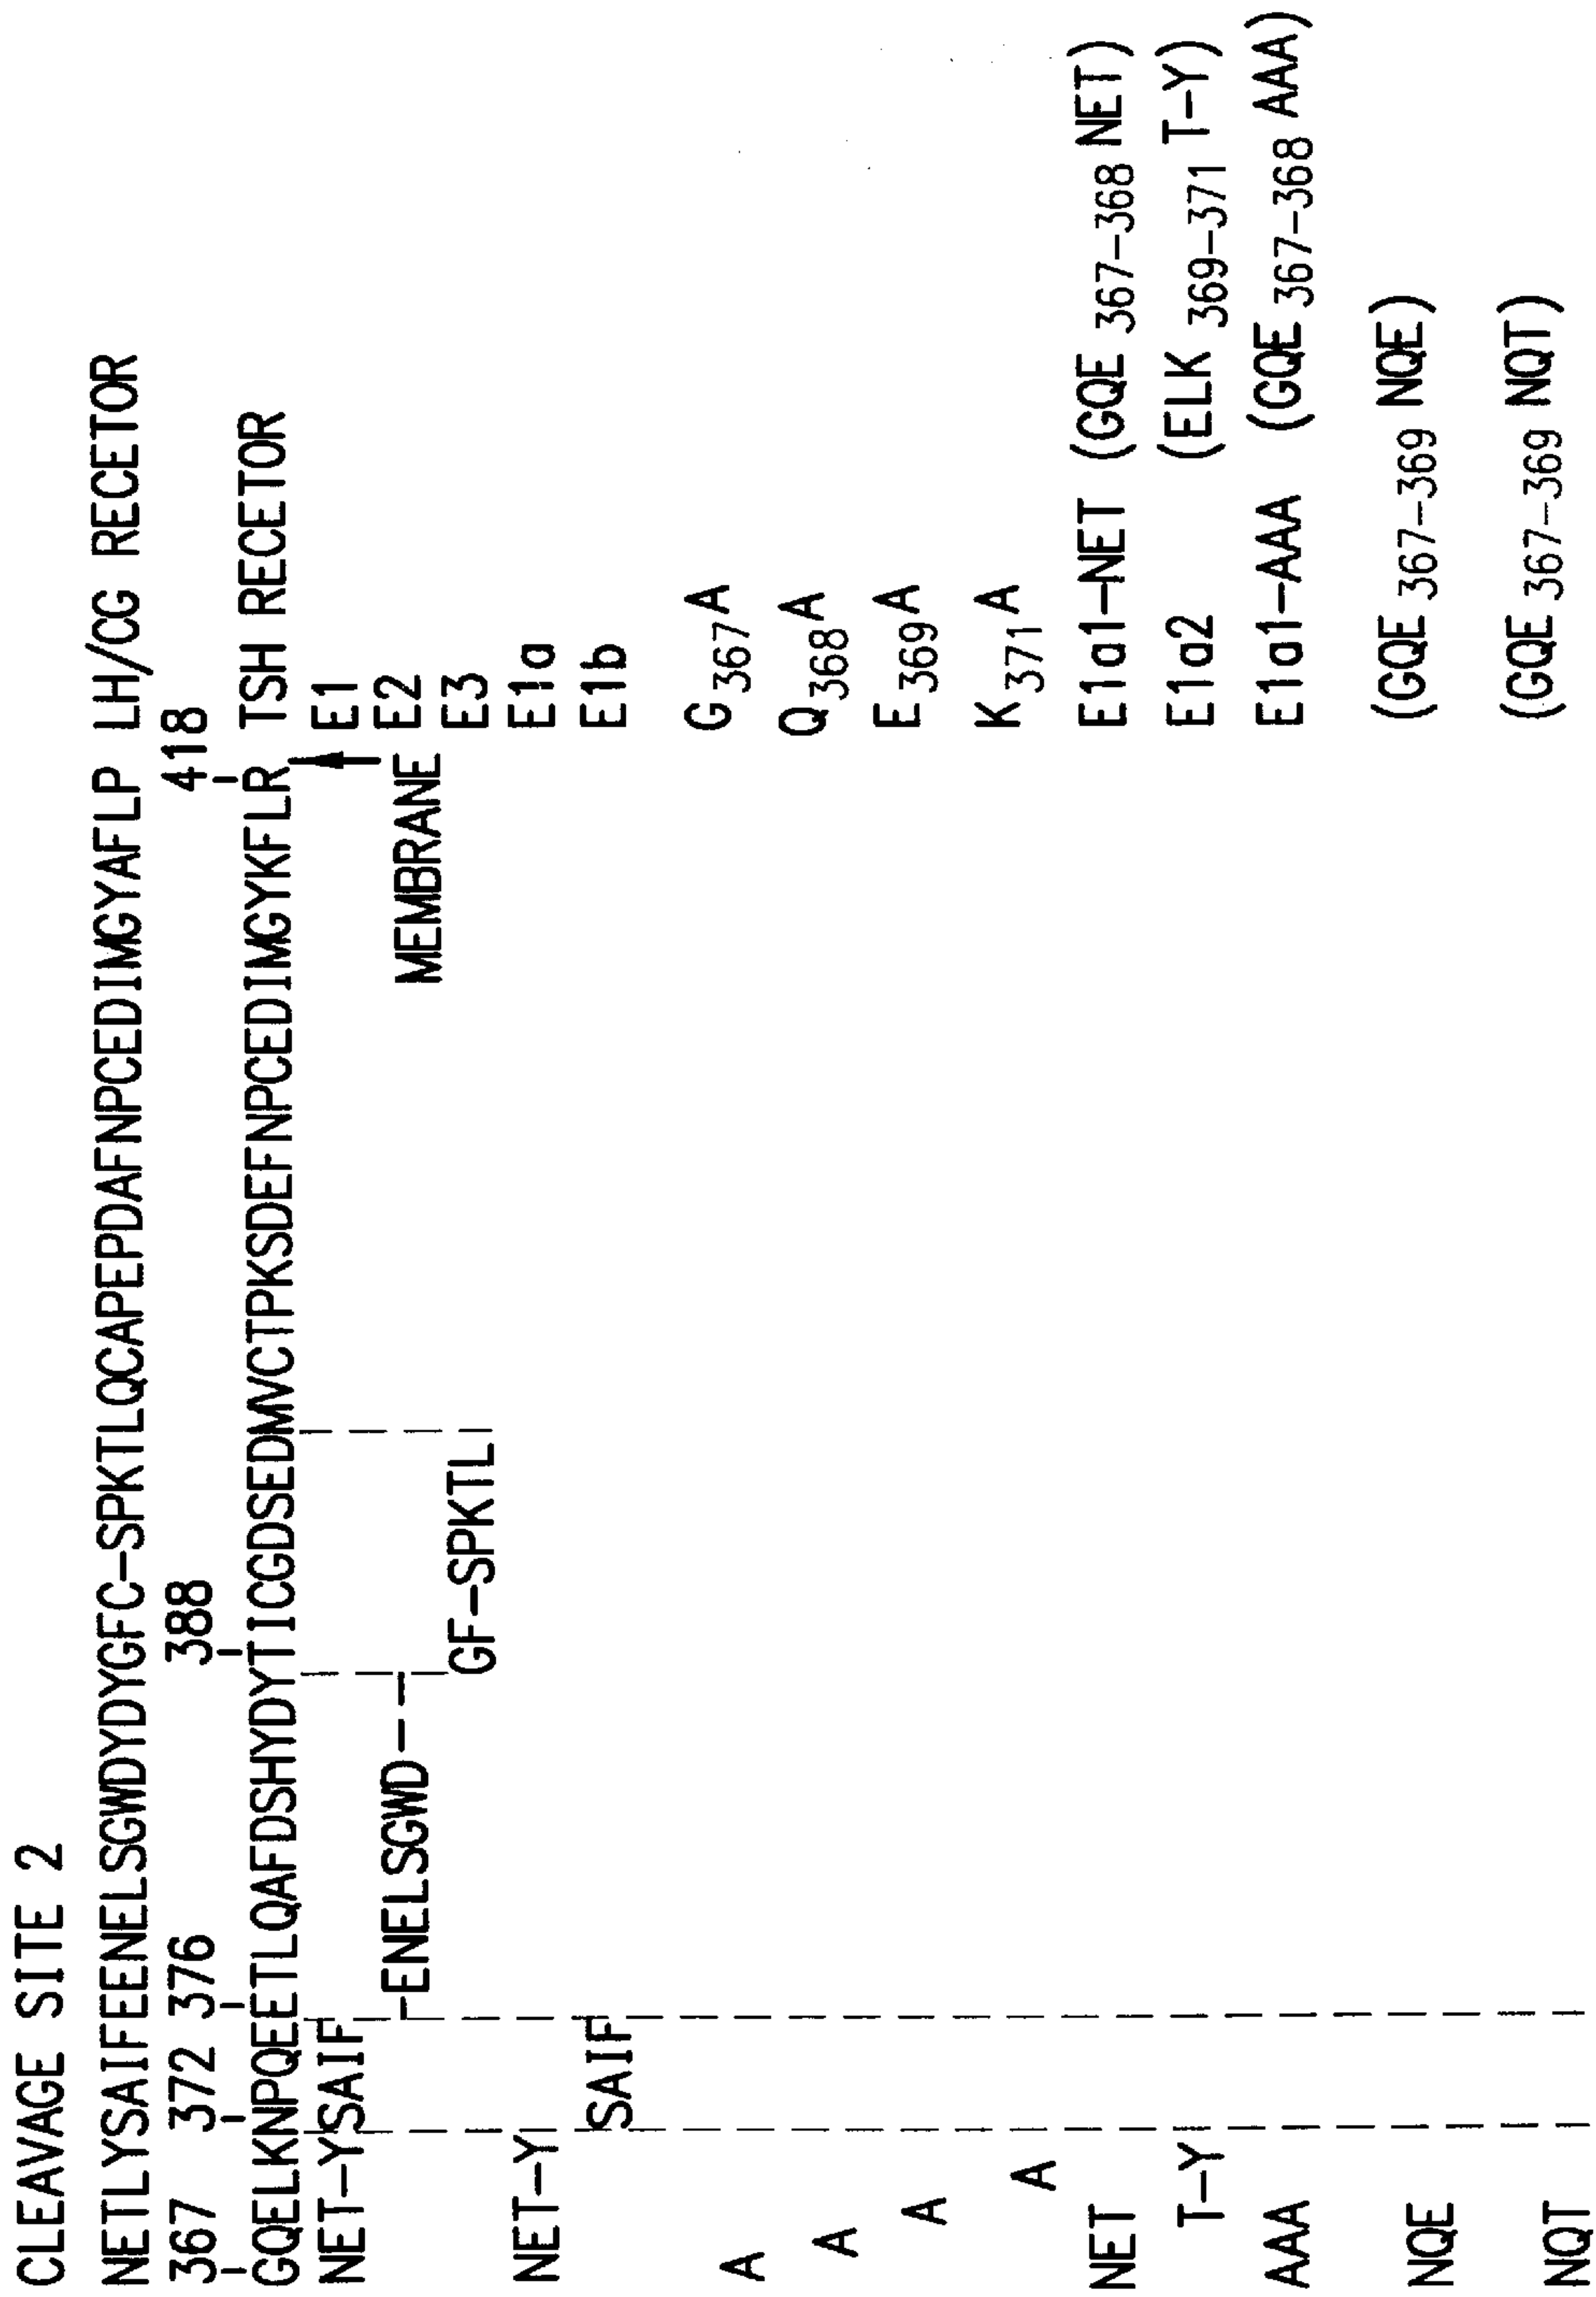 CLEAVAGE SITE 2
NETLYSAIFEENELSGWDYDYGFC-SPKTLQCAPEPDAFNPCEDIMGYAFLP LH/CG RECETOR
367 372 376 388 418
GQELKNPQEETLQAFDSHYDYTICGDSEDMVCTPKSDEFNPCEDIMGYKFLR TSH RECETOR
NET-YSAIF E1
-ENELSGWD-- MEMBRANE E2
GF-SPKTL E3
NET-Y E1a
SAIF E1b
A G367A
A Q368A
A E369A
A K371A
NET E1a1-NET (GQE 367-368 NET)
T-Y E1a2 (ELK 369-371 T-Y)
AAA E1a1-AAA (GQE 367-368 AAA)
NQE (GQE 367-369 NQE)
NQT (GQE 367-369 NQT)